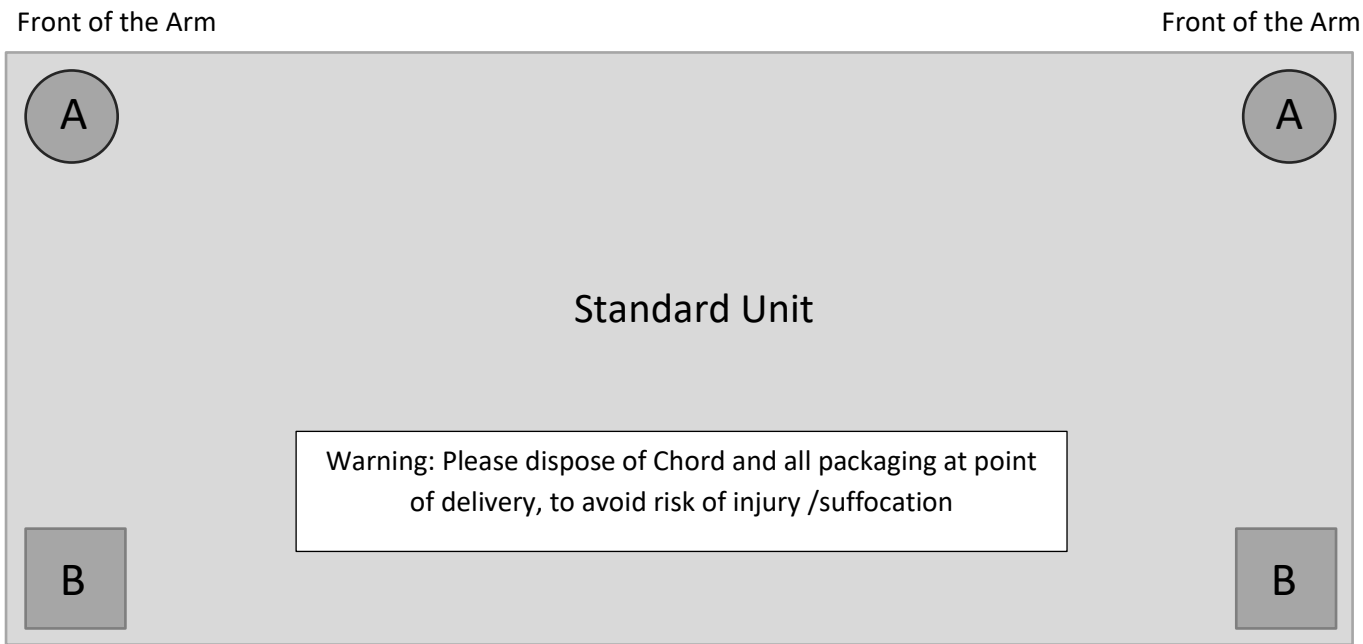 Front of the Arm Front of the Arm
A A
Standard Unit
Warning: Please dispose of Chord and all packaging at point
of delivery, to avoid risk of injury /suffocation
B B